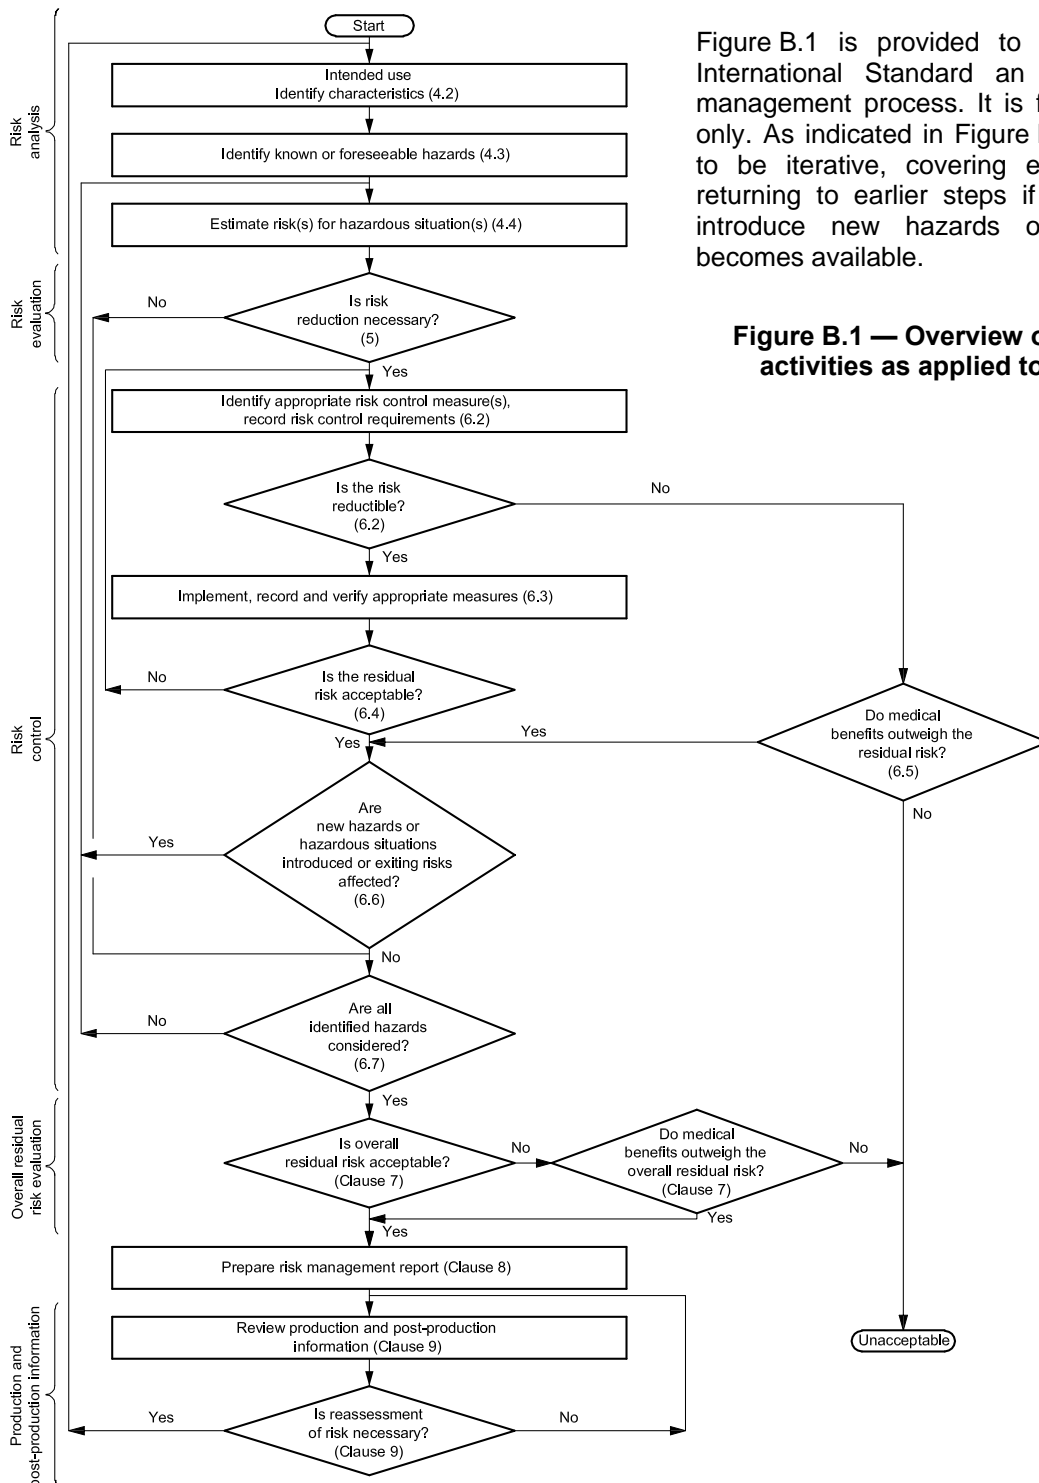 Start
Intended use
Identify characteristics (4.2)
Identify known or foreseeable hazards (4.3)
Estimate risk(s) for hazardous situation(s) (4.4)
Risk
analysis
Is risk
reduction necessary?
(5)
No
Yes
Risk
evaluation
Identify appropriate risk control measure(s),
record risk control requirements (6.2)
Is the risk
reductible?
(6.2)
No
Yes
Implement, record and verify appropriate measures (6.3)
Is the residual
risk acceptable?
(6.4)
No
Yes
Do medical
benefits outweigh the
residual risk?
(6.5)
Yes
No
Are
new hazards or
hazardous situations
introduced or exiting risks
affected?
(6.6)
Yes
No
Are all
identified hazards
considered?
(6.7)
No
Yes
Risk
control
Is overall
residual risk acceptable?
(Clause 7)
No
Yes
Do medical
benefits outweigh the
overall residual risk?
(Clause 7)
No
Yes
Overall residual
risk evaluation
Prepare risk management report (Clause 8)
Review production and post-production
information (Clause 9)
Is reassessment
of risk necessary?
(Clause 9)
Yes
No
Production and
post-production information
Unacceptable
Figure B.1 is provided to
International Standard an
management process. It is f
only. As indicated in Figure
to be iterative, covering e
returning to earlier steps if
introduce new hazards o
becomes available.
Figure B.1 — Overview o
activities as applied to